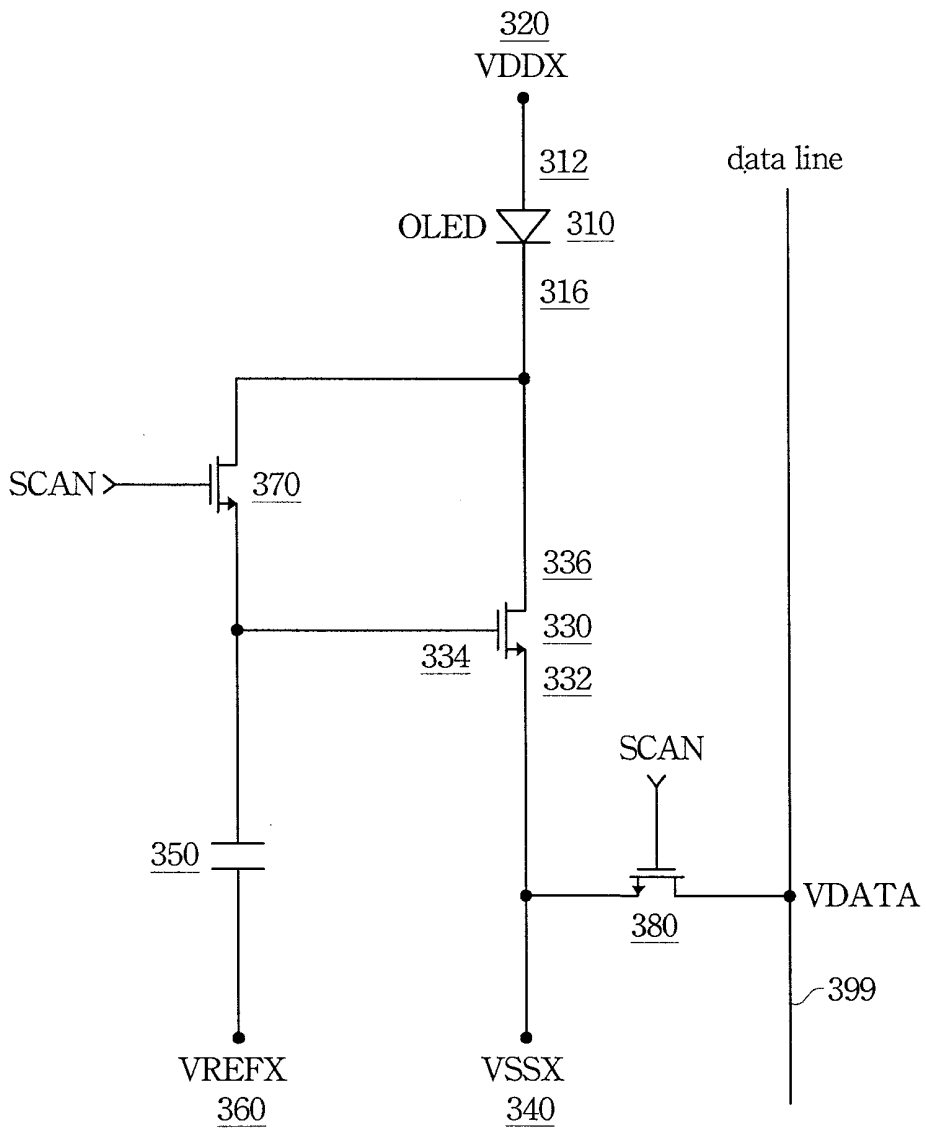 320
VDDX
data line
312
OLED 310
316
SCAN
370
336
330
334
332
SCAN
350
VDATA
380
399
VREFX
360
VSSX
340